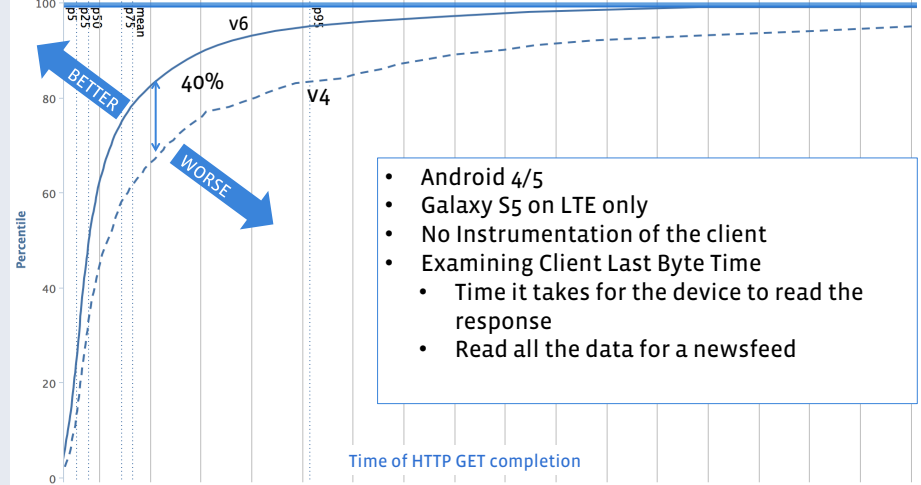 100
p5
p25
p50
p75
mean
p95
v6
BETTER
40%
80
v4
WORSE
• Android 4/5
• Galaxy S5 on LTE only
• No Instrumentation of the client
• Examining Client Last Byte Time
• Time it takes for the device to read the
response
• Read all the data for a newsfeed
60
Percentile
40
20
Time of HTTP GET completion
0